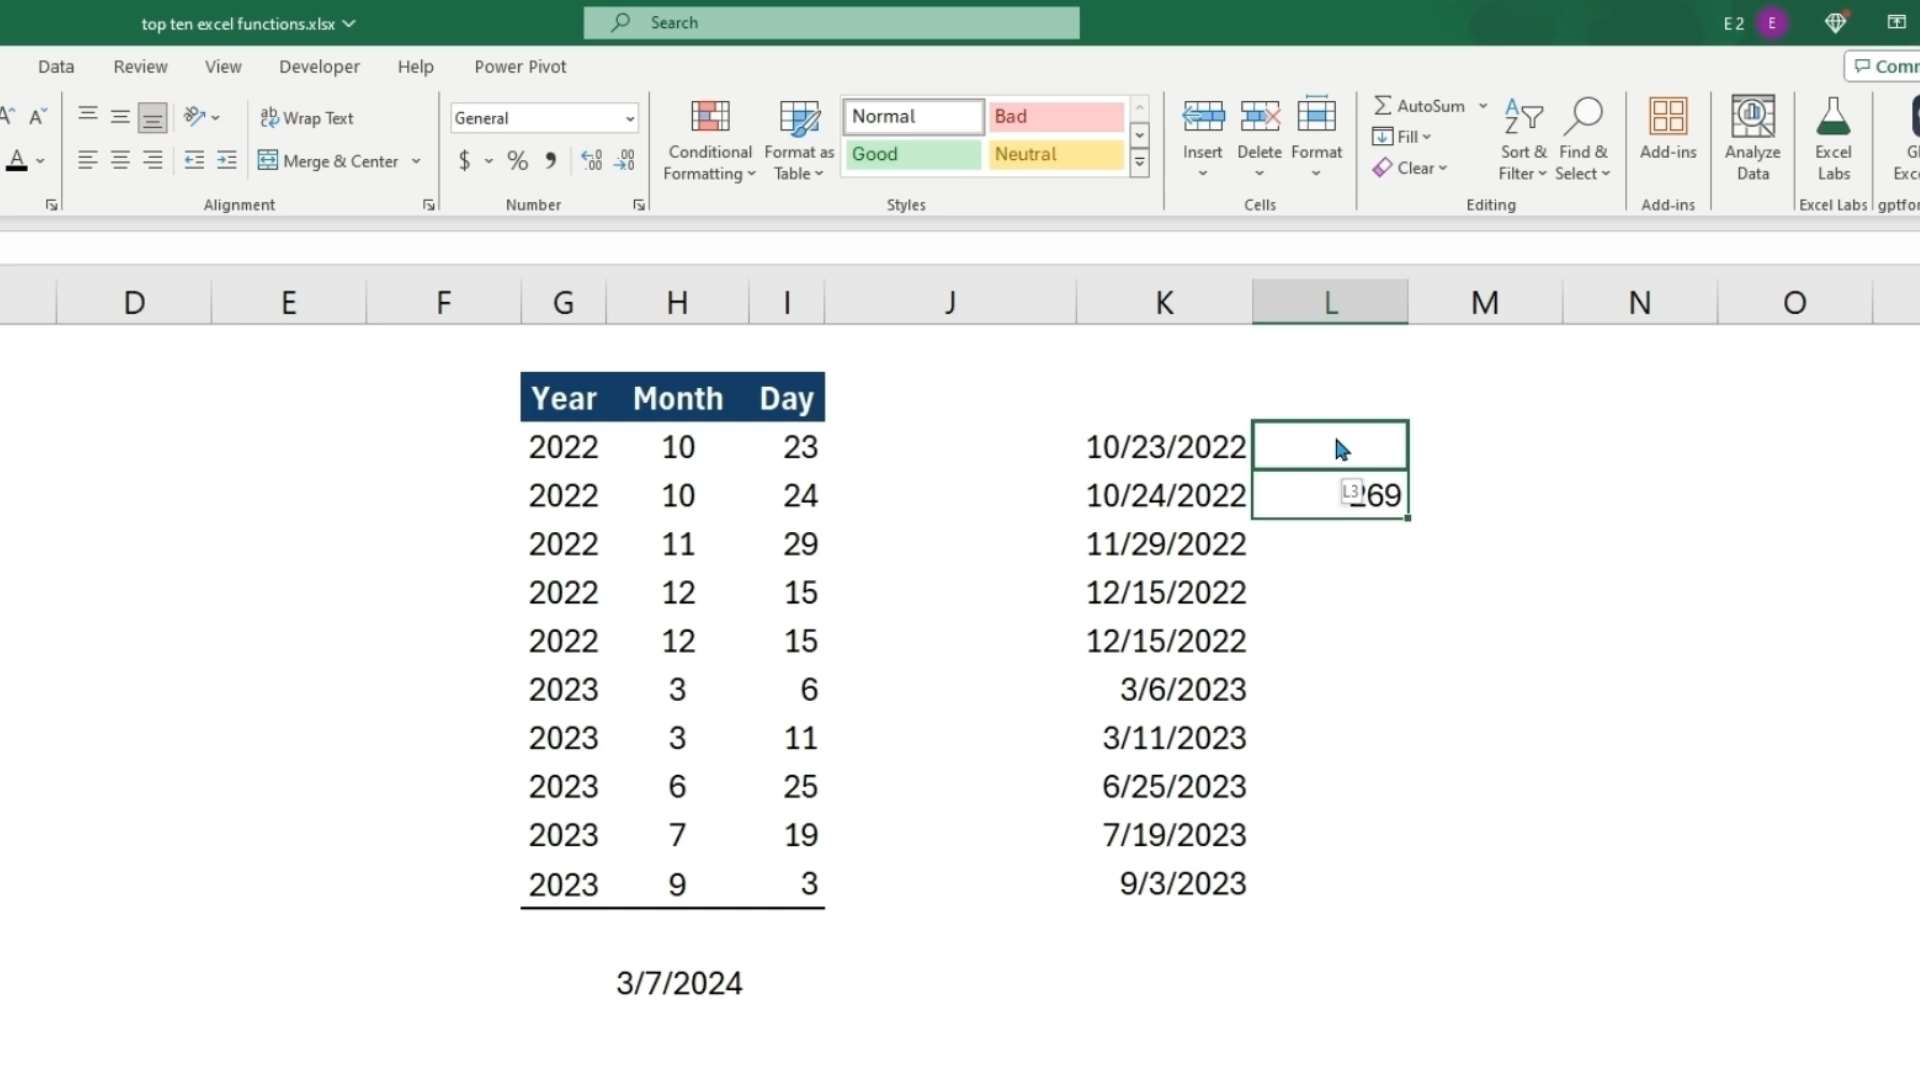 top ten excel functions.xlsx
Search
E 2 E
Data Review View Developer Help Power Pivot
Comm
Wrap Text
General
Normal Bad
AutoSum
Conditional Formatting
Format as Table
Insert Delete Format
Fill
Sort & Filter
Find & Select
Add-ins
Analyze Data
Excel Labs
Merge & Center
$ %
Good Neutral
Clear
Alignment Number Styles Cells Editing Add-ins Excel Labs gptfor
D E F G H I J K L M N O
Year Month Day
2022 10 23 10/23/2022
2022 10 24 10/24/2022 L3 269
2022 11 29 11/29/2022
2022 12 15 12/15/2022
2022 12 15 12/15/2022
2023 3 6 3/6/2023
2023 3 11 3/11/2023
2023 6 25 6/25/2023
2023 7 19 7/19/2023
2023 9 3 9/3/2023
3/7/2024